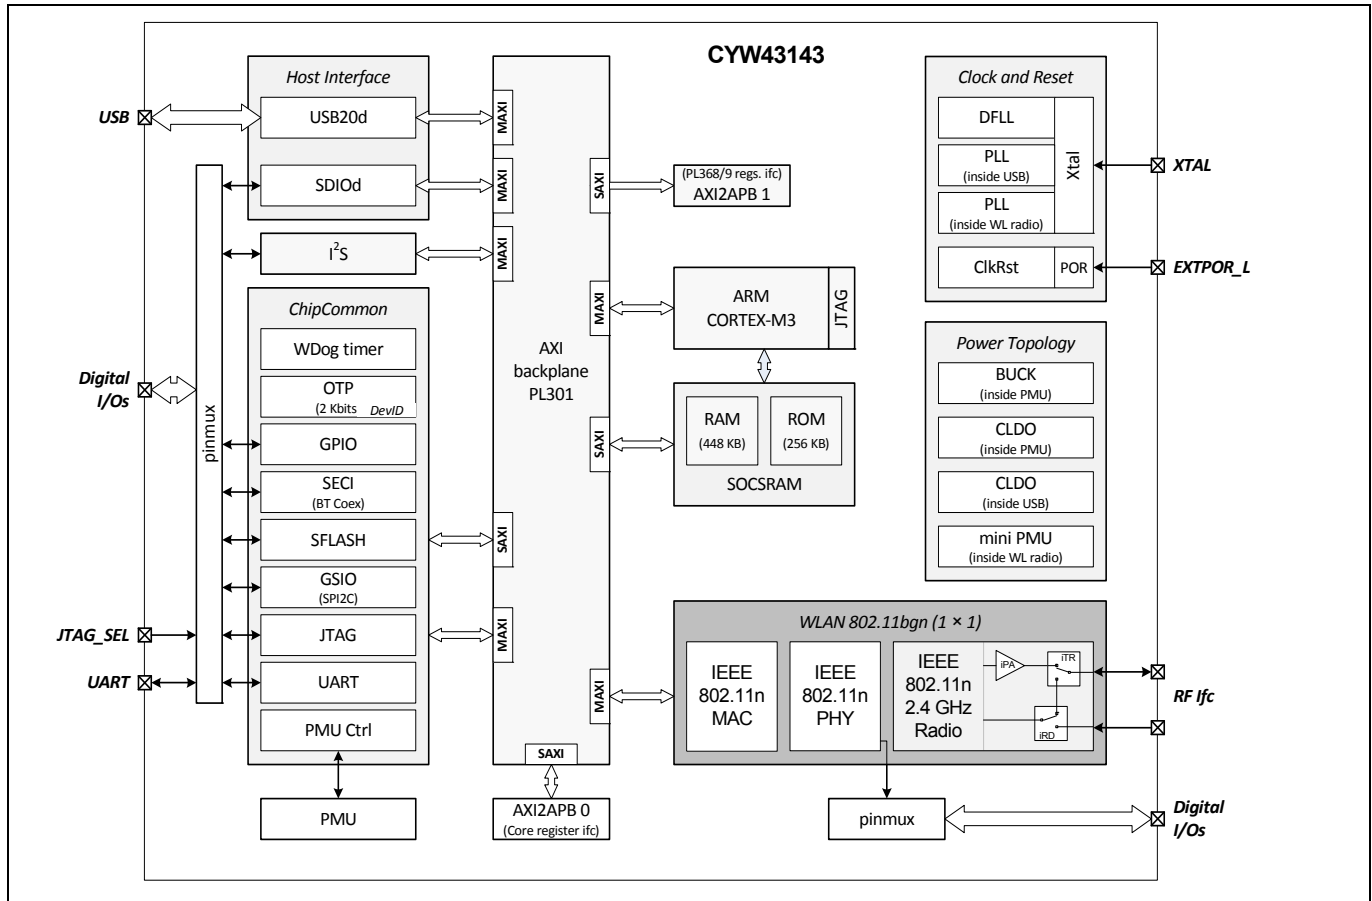 CYW43143
Host Interface
USB20d
SDIOd
I²S
USB
pinmux
Digital
I/Os
JTAG_SEL
UART
ChipCommon
WDog timer
OTP
(2 Kbits DevID
GPIO
SECI
(BT Coex)
SFLASH
GSIO
(SPI2C)
JTAG
UART
PMU Ctrl
PMU
MAXI
MAXI
MAXI
SAXI
MAXI
AXI
backplane
PL301
SAXI
MAXI
SAXI
MAXI
SAXI
AXI2APB 0
(Core register ifc)
(PL368/9 regs. ifc)
AXI2APB 1
ARM
CORTEX-M3
JTAG
RAM
(448 KB)
ROM
(256 KB)
SOCSRAM
Clock and Reset
DFLL
PLL
(inside USB)
PLL
(inside WL radio)
Xtal
ClkRst
POR
XTAL
EXTPOR_L
Power Topology
BUCK
(inside PMU)
CLDO
(inside PMU)
CLDO
(inside USB)
mini PMU
(inside WL radio)
WLAN 802.11bgn (1 × 1)
IEEE
802.11n
MAC
IEEE
802.11n
PHY
IEEE
802.11n
2.4 GHz
Radio
iPA
iTR
iRD
RF Ifc
pinmux
Digital
I/Os